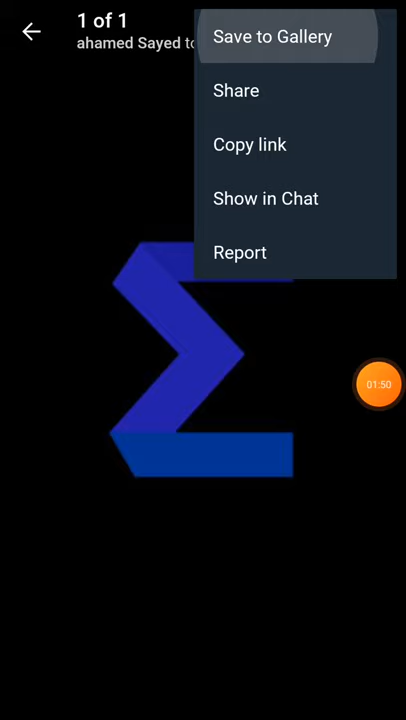 1 of 1
ahamed Sayed to
Save to Gallery
Share
Copy link
Show in Chat
Report
01:50